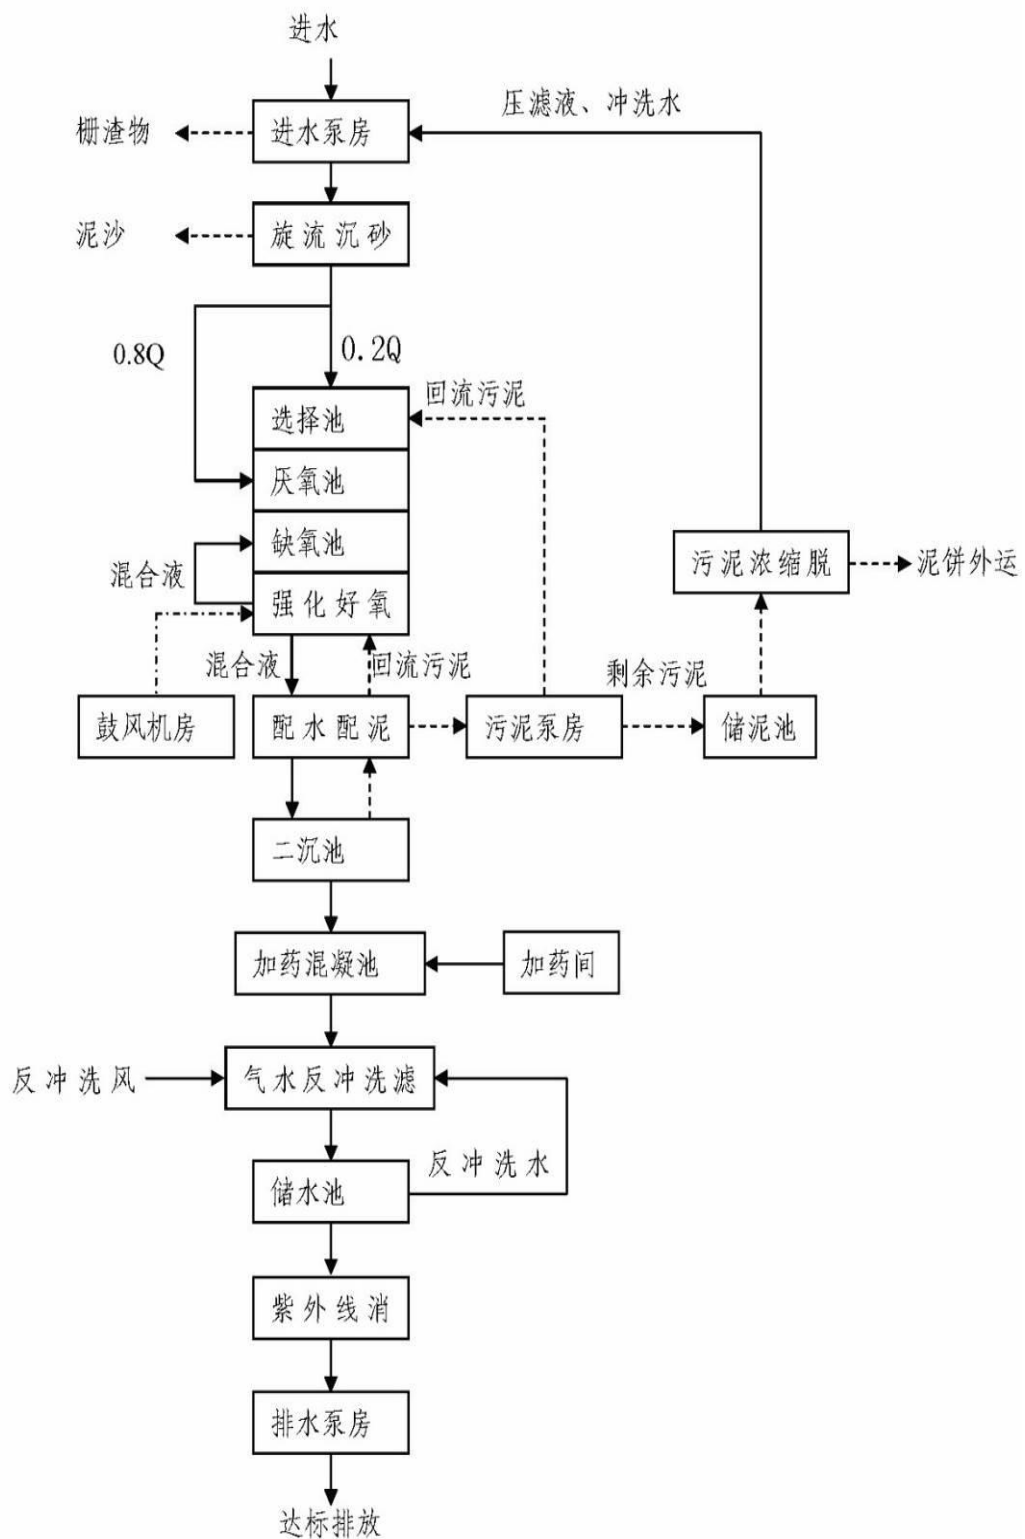 进水
压滤液、冲洗水
栅渣物
进水泵房
泥沙
旋流沉砂
0.8Q
0.2Q
回流污泥
选择池
厌氧池
缺氧池
混合液
强化好氧
污泥浓缩脱
泥饼外运
混合液
回流污泥
剩余污泥
鼓风机房
配水配泥
污泥泵房
储泥池
二沉池
加药混凝池
加药间
反冲洗风
气水反冲洗滤
反冲洗水
储水池
紫外线消
排水泵房
达标排放